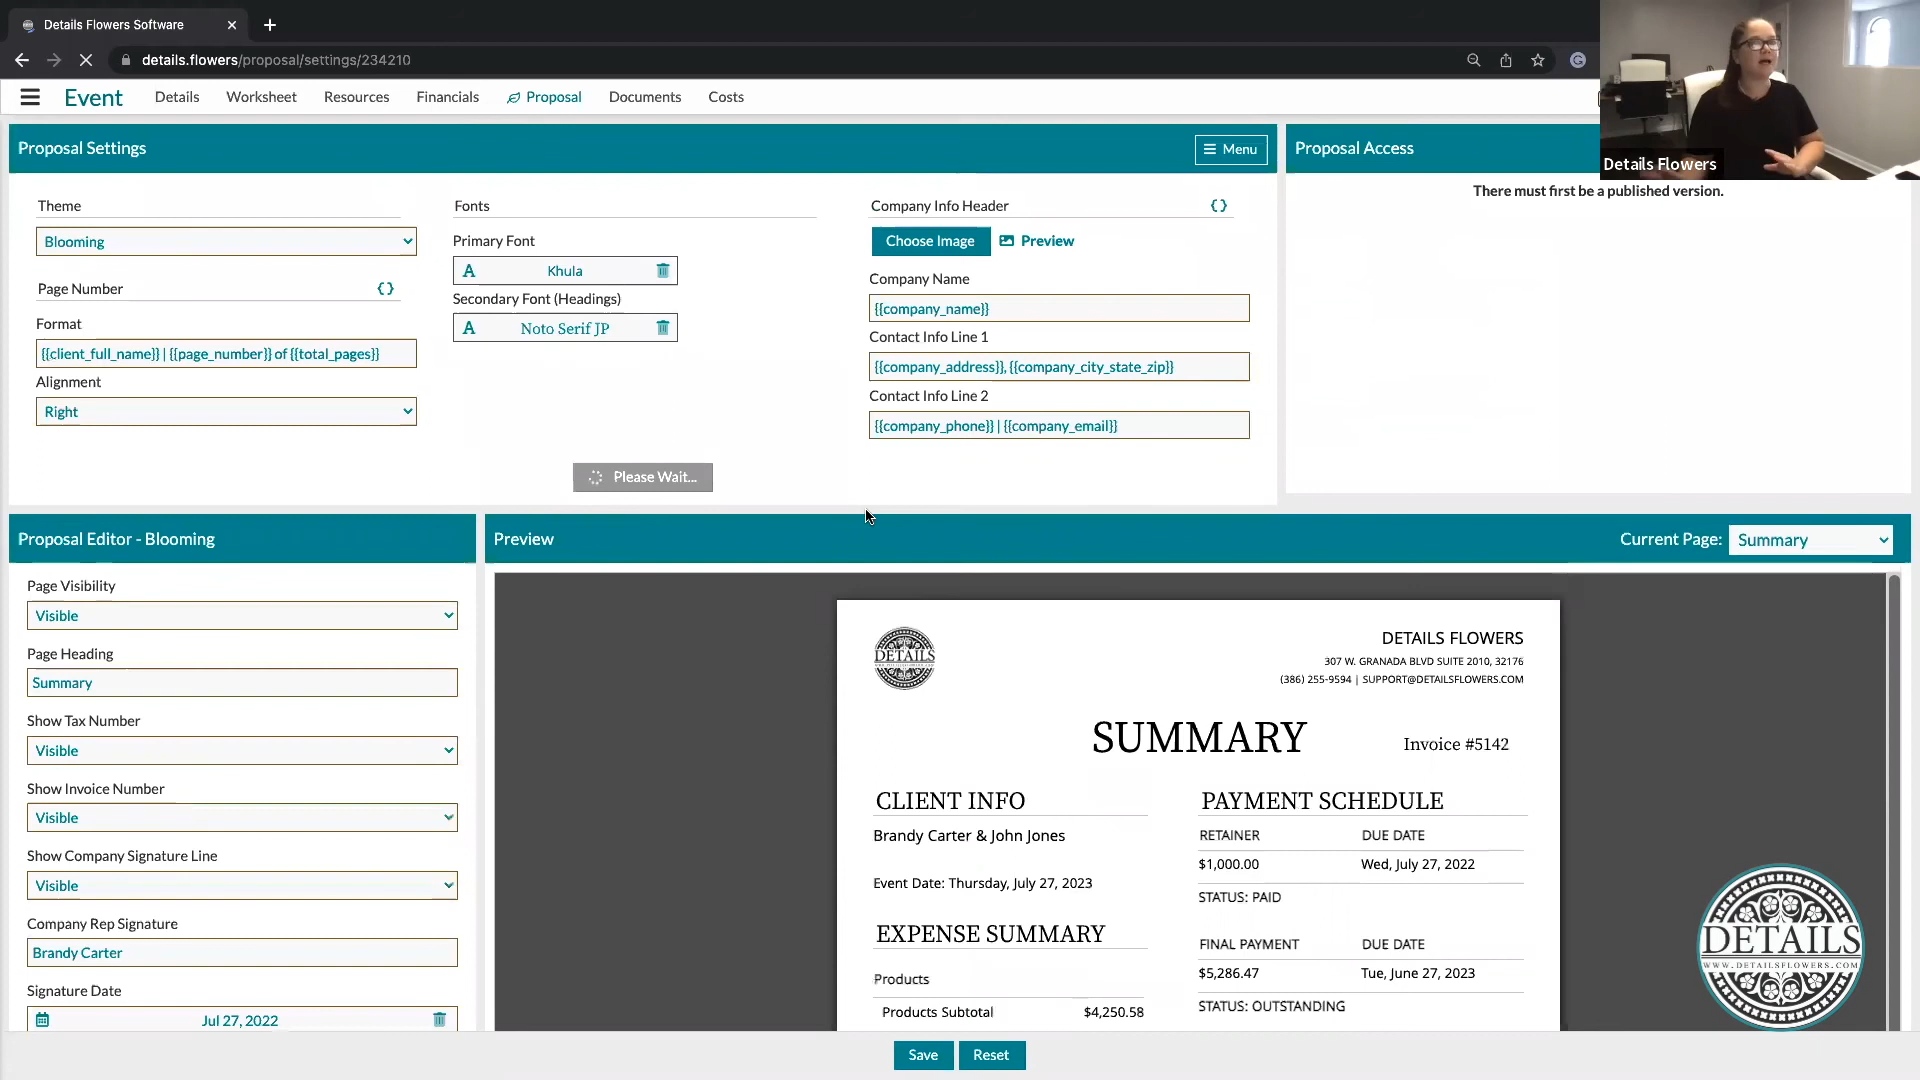 Details Flowers Software
details.flowers/proposal/settings/234210
Event Details Worksheet Resources Financials Proposal Documents Costs
Details Flowers
Proposal Settings
Menu
Proposal Access
There must first be a published version.
Theme
Blooming
Page Number
{}
Format
{{client_full_name}} | {{page_number}} of {{total_pages}}
Alignment
Right
Fonts
Primary Font
A Khula
Secondary Font (Headings)
A Noto Serif JP
Company Info Header
{}
Choose Image Preview
Company Name
{{company_name}}
Contact Info Line 1
{{company_address}}, {{company_city_state_zip}}
Contact Info Line 2
{{company_phone}} | {{company_email}}
Please Wait...
Proposal Editor - Blooming
Page Visibility
Visible
Page Heading
Summary
Show Tax Number
Visible
Show Invoice Number
Visible
Show Company Signature Line
Visible
Company Rep Signature
Brandy Carter
Signature Date
Jul 27, 2022
Preview
Current Page: Summary
DETAILS
DETAILS FLOWERS
307 W. GRANADA BLVD SUITE 2010, 32176
(386) 255-9594 | SUPPORT@DETAILSFLOWERS.COM
SUMMARY
Invoice #5142
CLIENT INFO
Brandy Carter & John Jones
Event Date: Thursday, July 27, 2023
EXPENSE SUMMARY
Products
Products Subtotal $4,250.58
PAYMENT SCHEDULE
RETAINER DUE DATE
$1,000.00 Wed, July 27, 2022
STATUS: PAID
FINAL PAYMENT DUE DATE
$5,286.47 Tue, June 27, 2023
STATUS: OUTSTANDING
DETAILS
WWW.DETAILSFLOWERS.COM
Save Reset